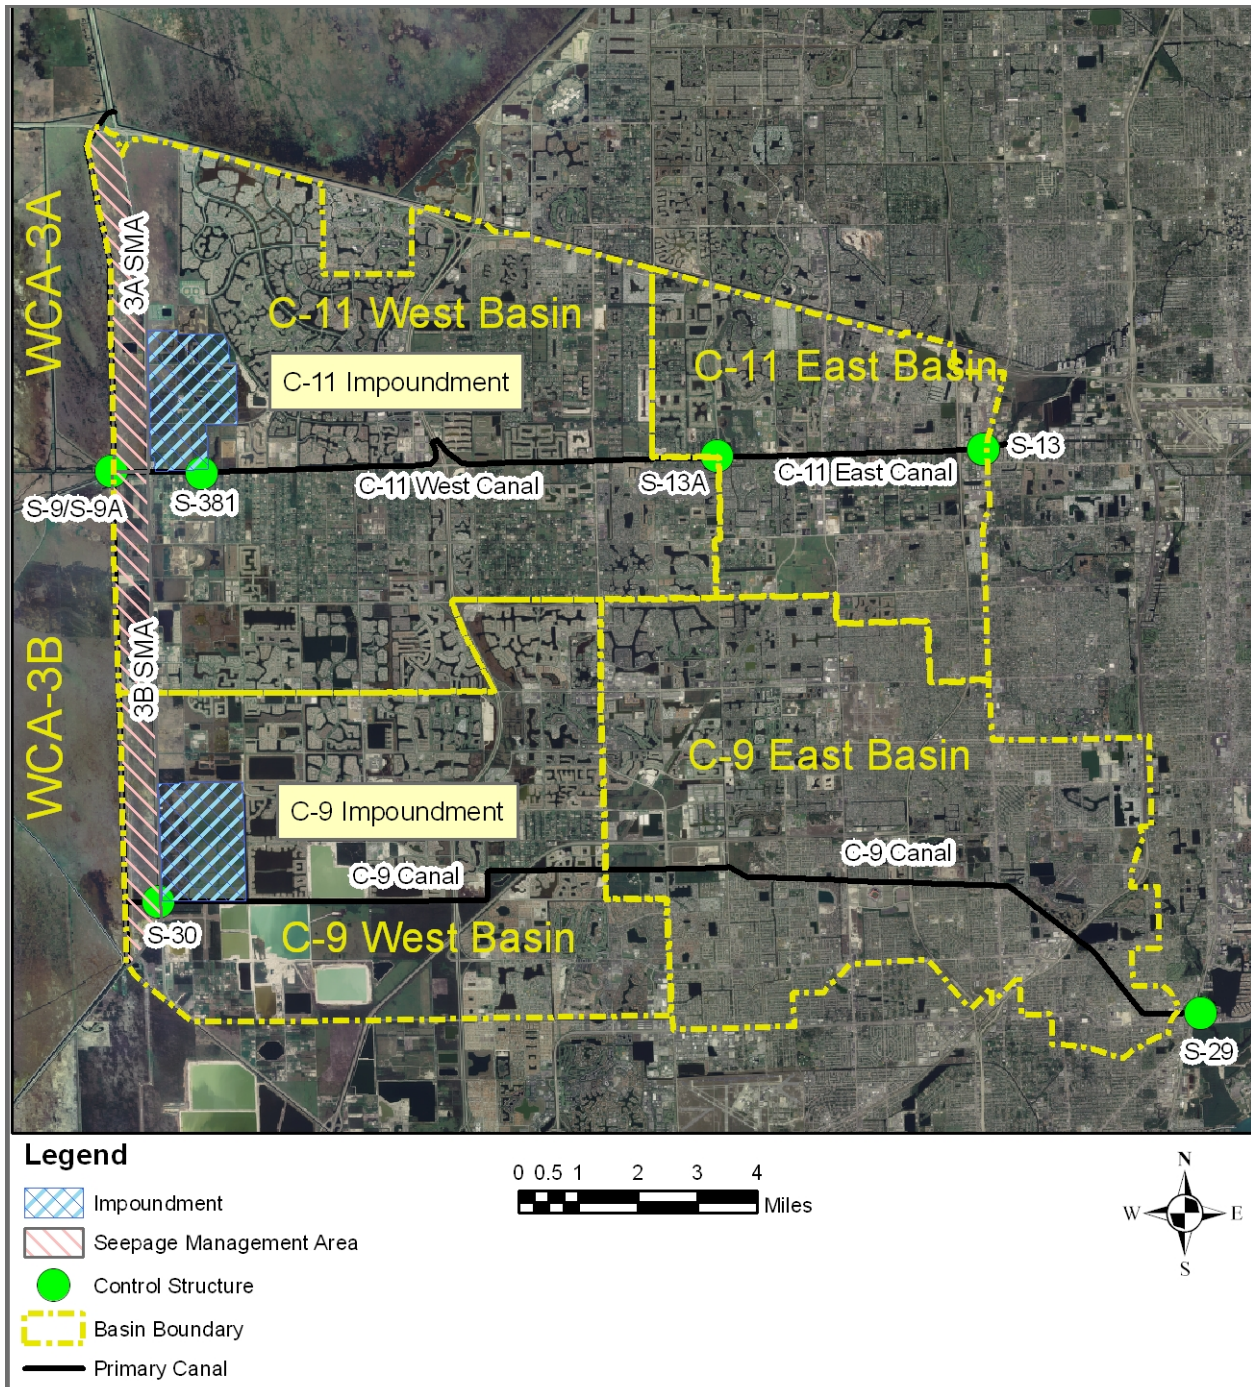 WCA-3A
3A SMA
C-11 West Basin
C-11 Impoundment
C-11 East Basin
S-9/S-9A
S-381
C-11 West Canal
S-13A
C-11 East Canal
S-13
WCA-3B
3B SMA
C-9 East Basin
C-9 Impoundment
C-9 Canal
C-9 Canal
S-30
C-9 West Basin
S-29
Legend
Impoundment
Seepage Management Area
Control Structure
Basin Boundary
Primary Canal
0 0.5 1 2 3 4
Miles
N
W E
S